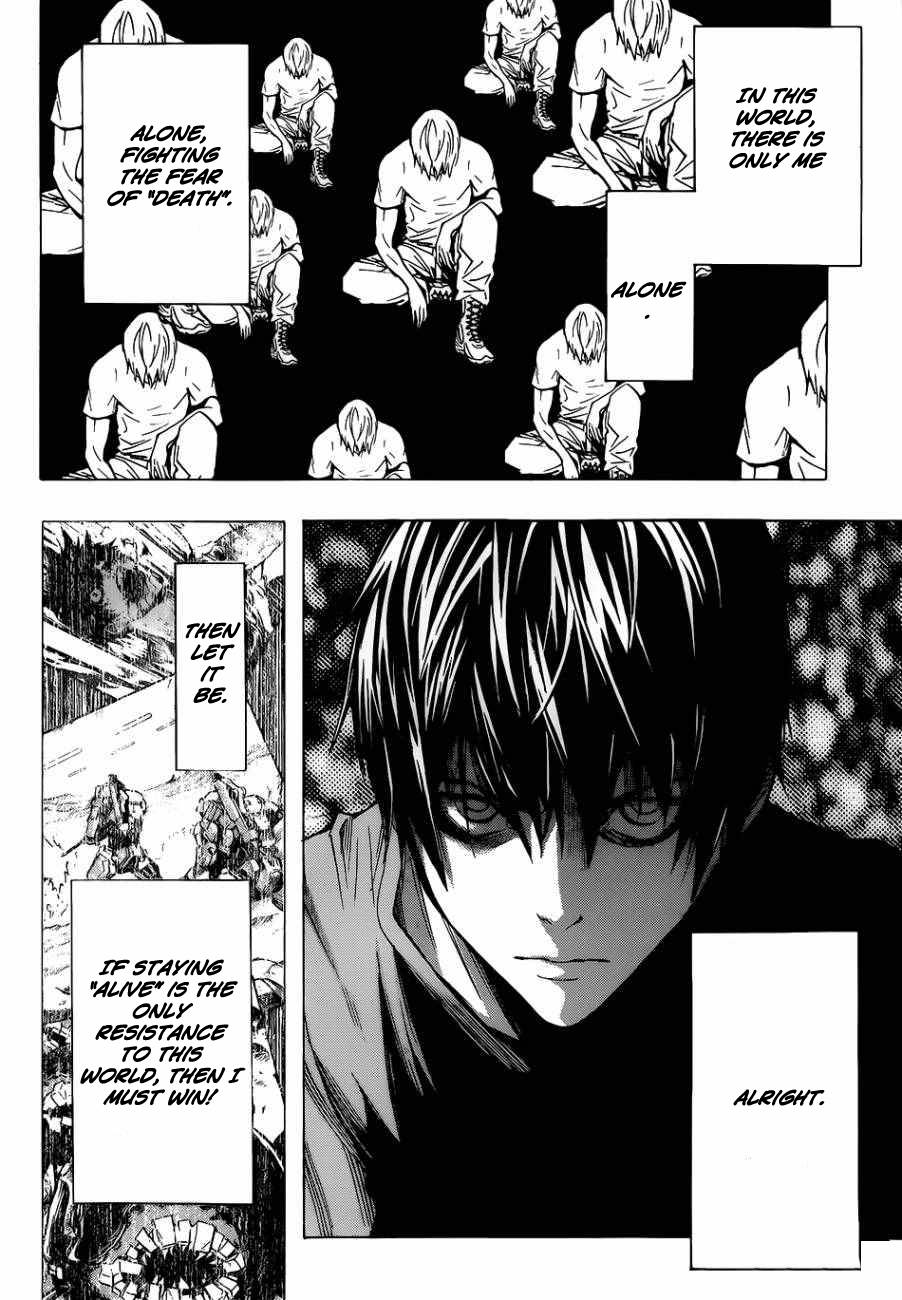 IN THIS
WORLD,
THERE IS
ONLY ME
ALONE
.
ALONE,
FIGHTING
THE FEAR
OF "DEATH".
ALRIGHT.
THEN
LET
IT
BE.
IF STAYING
"ALIVE" IS THE
ONLY
RESISTANCE
TO THIS
WORLD, THEN I
MUST WIN!